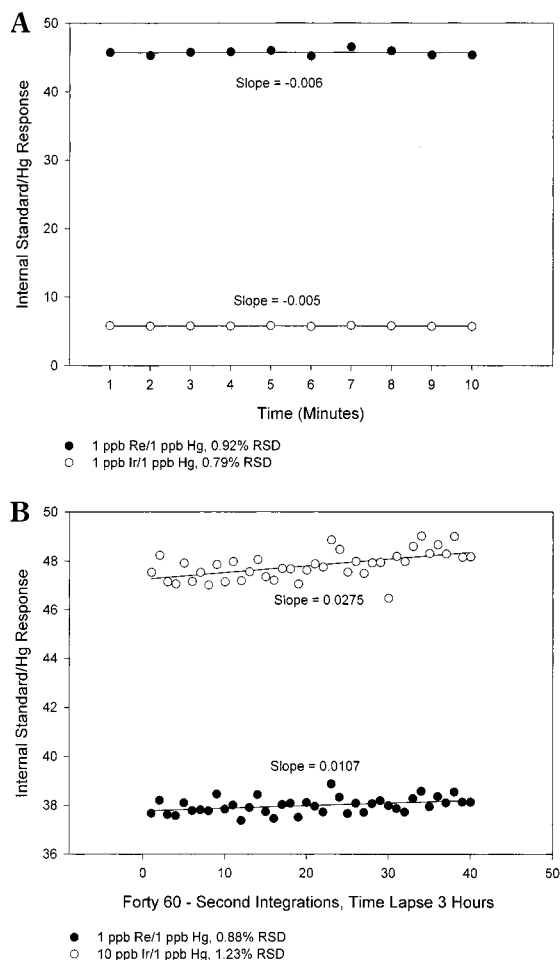 A
50
40
30
20
10
0
Internal Standard/Hg Response
Slope = -0.006
Slope = -0.005
1 2 3 4 5 6 7 8 9 10
Time (Minutes)
● 1 ppb Re/1 ppb Hg, 0.92% RSD
○ 1 ppb Ir/1 ppb Hg, 0.79% RSD
B
50
48
46
44
42
40
38
36
Internal Standard/Hg Response
Slope = 0.0275
Slope = 0.0107
0 10 20 30 40 50
Forty 60 - Second Integrations, Time Lapse 3 Hours
● 1 ppb Re/1 ppb Hg, 0.88% RSD
○ 10 ppb Ir/1 ppb Hg, 1.23% RSD